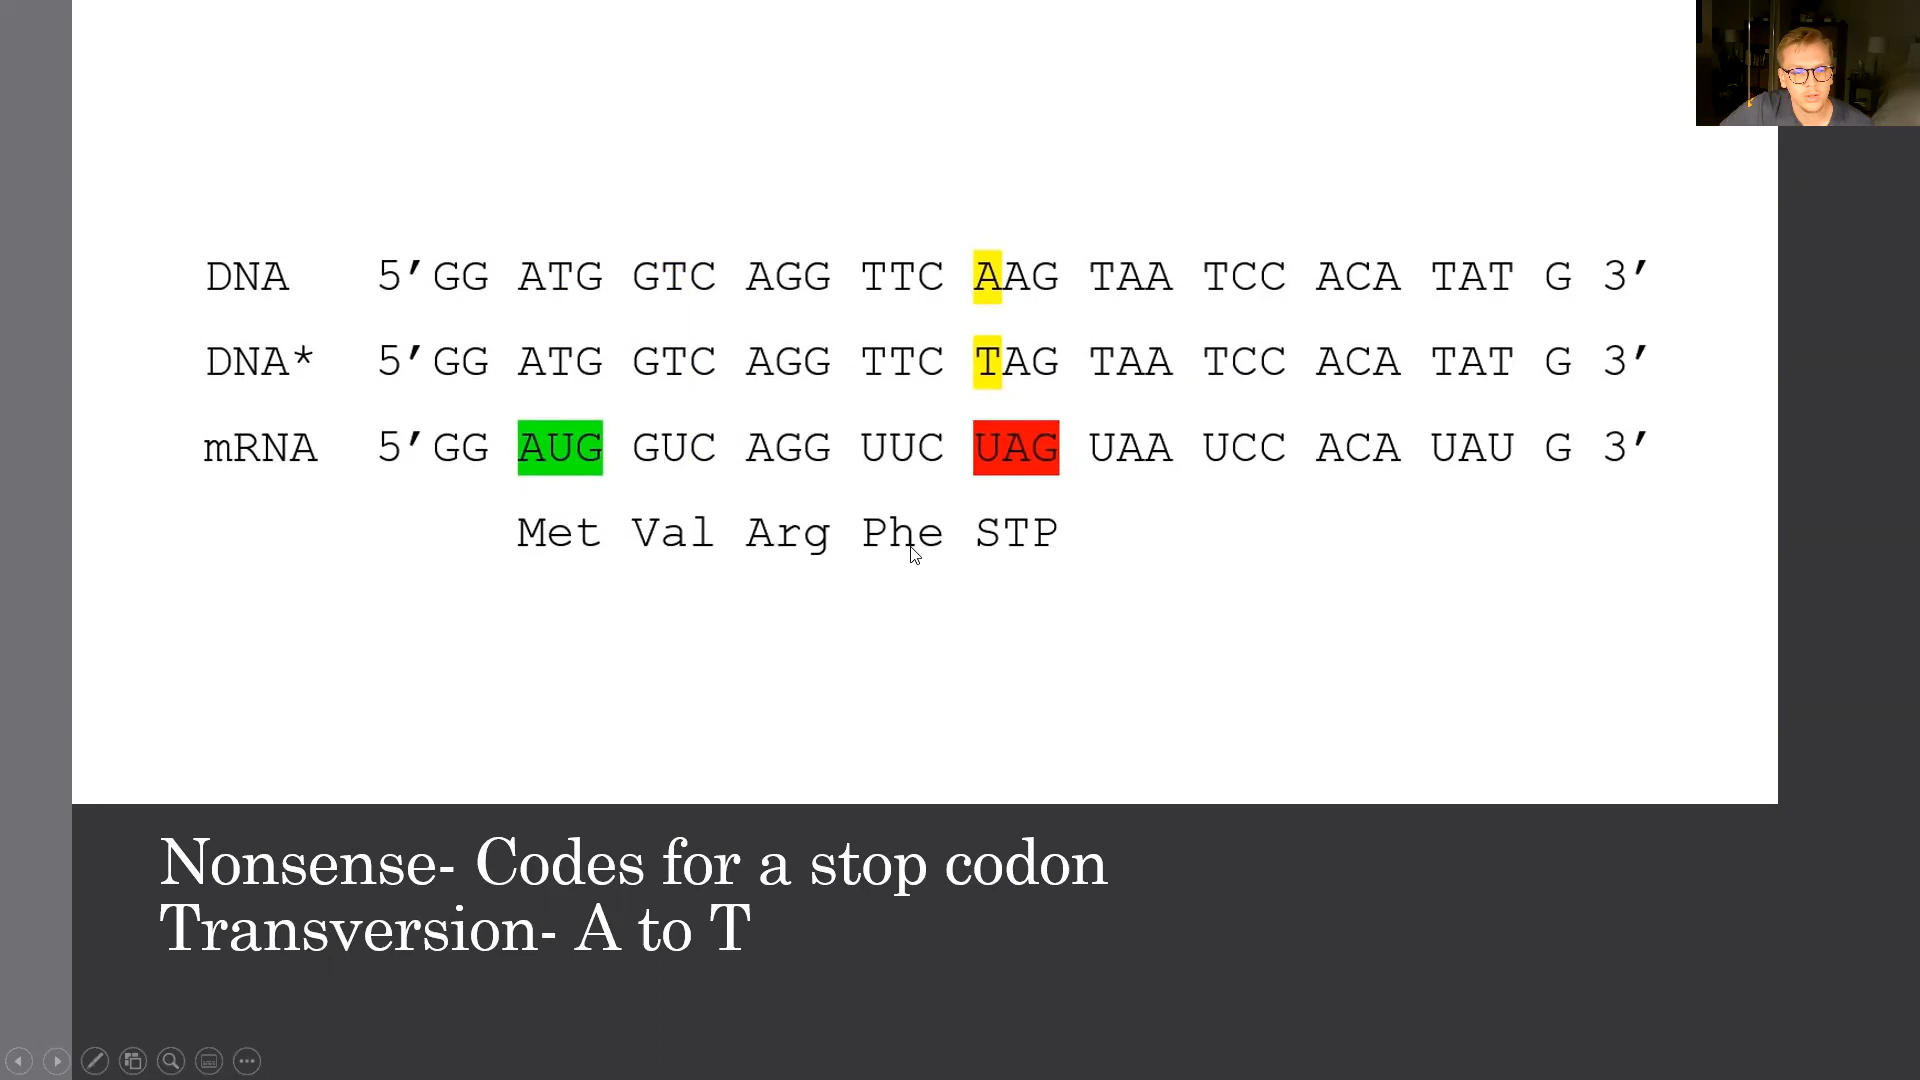 DNA 5’GG ATG GTC AGG TTC AAG TAA TCC ACA TAT G 3’
DNA* 5’GG ATG GTC AGG TTC TAG TAA TCC ACA TAT G 3’
mRNA 5’GG AUG GUC AGG UUC UAG UAA UCC ACA UAU G 3’
Met Val Arg Phe STP
Nonsense- Codes for a stop codon
Transversion- A to T